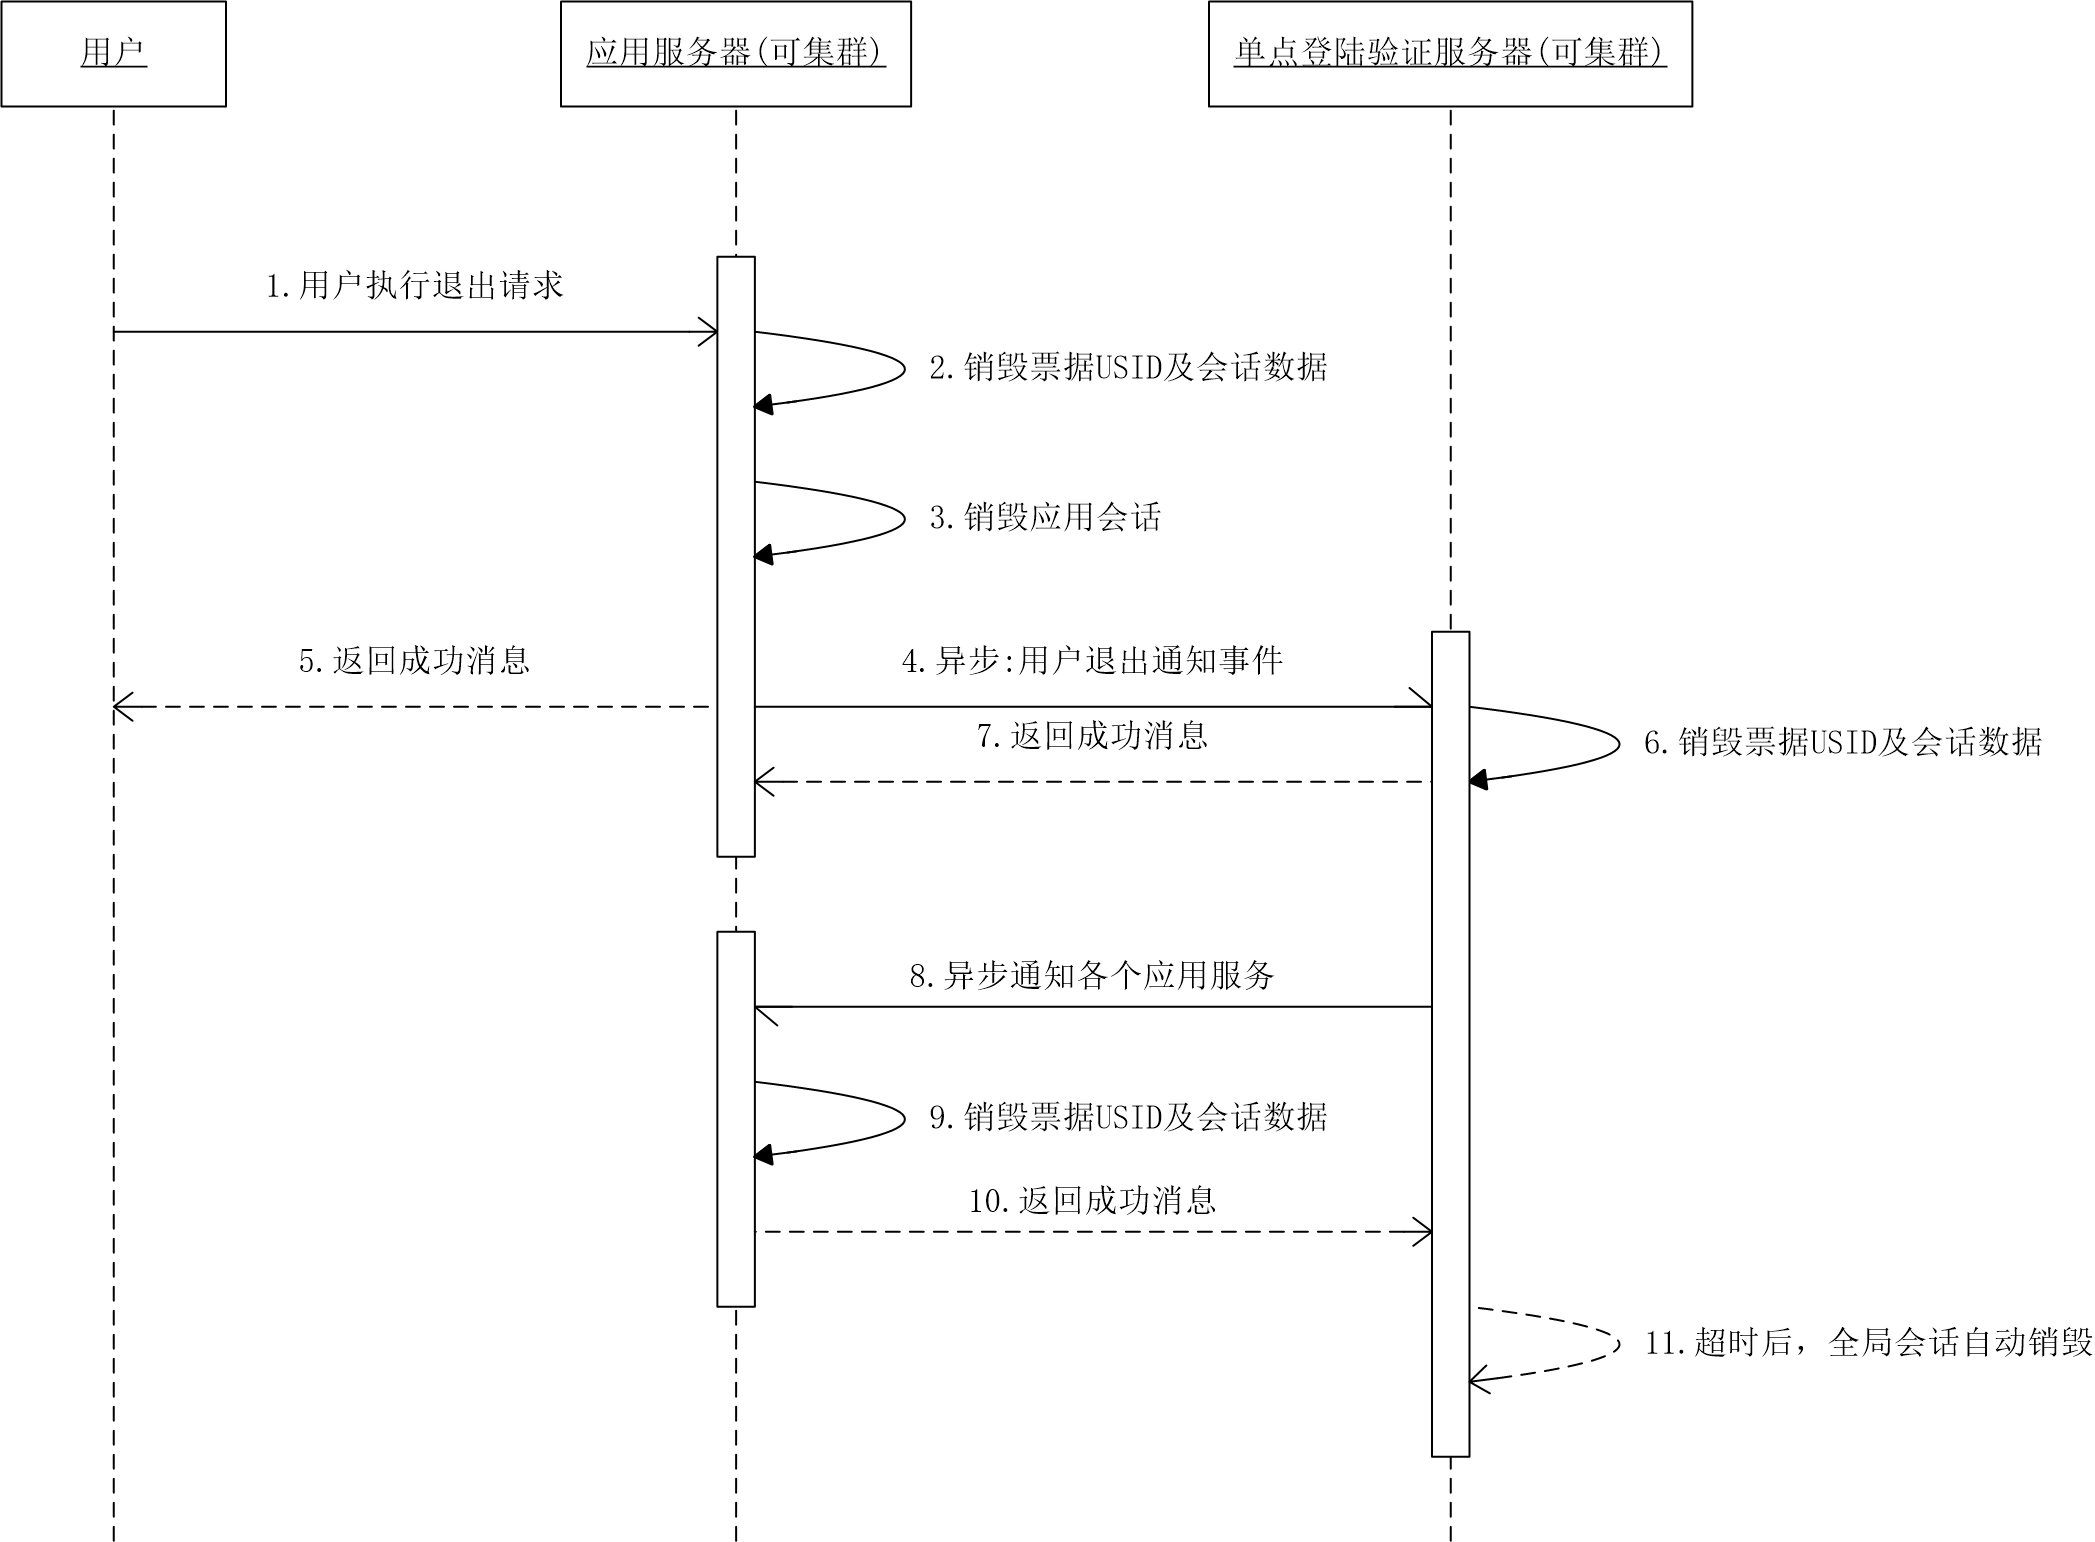 用户
应用服务器(可集群)
单点登陆验证服务器(可集群)
1.用户执行退出请求
2.销毁票据USID及会话数据
3.销毁应用会话
5.返回成功消息
4.异步:用户退出通知事件
7.返回成功消息
6.销毁票据USID及会话数据
8.异步通知各个应用服务
9.销毁票据USID及会话数据
10.返回成功消息
11.超时后，全局会话自动销毁